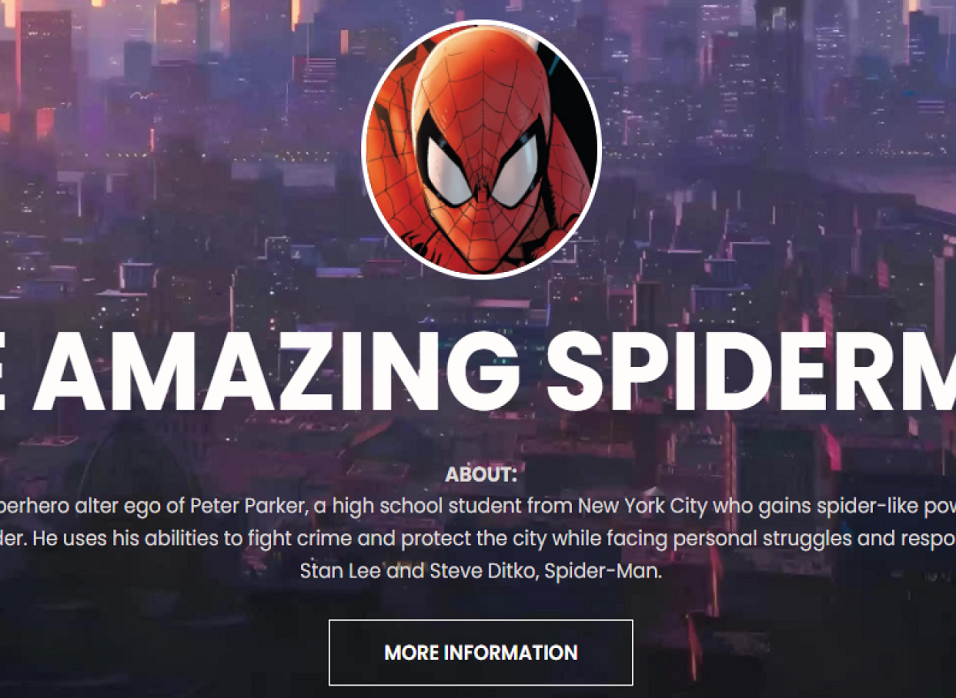 AMAZING SPIDERM
ABOUT:
perhero alter ego of Peter Parker, a high school student from New York City who gains spider-like pow
der. He uses his abilities to fight crime and protect the city while facing personal struggles and respo
Stan Lee and Steve Ditko, Spider-Man.
MORE INFORMATION